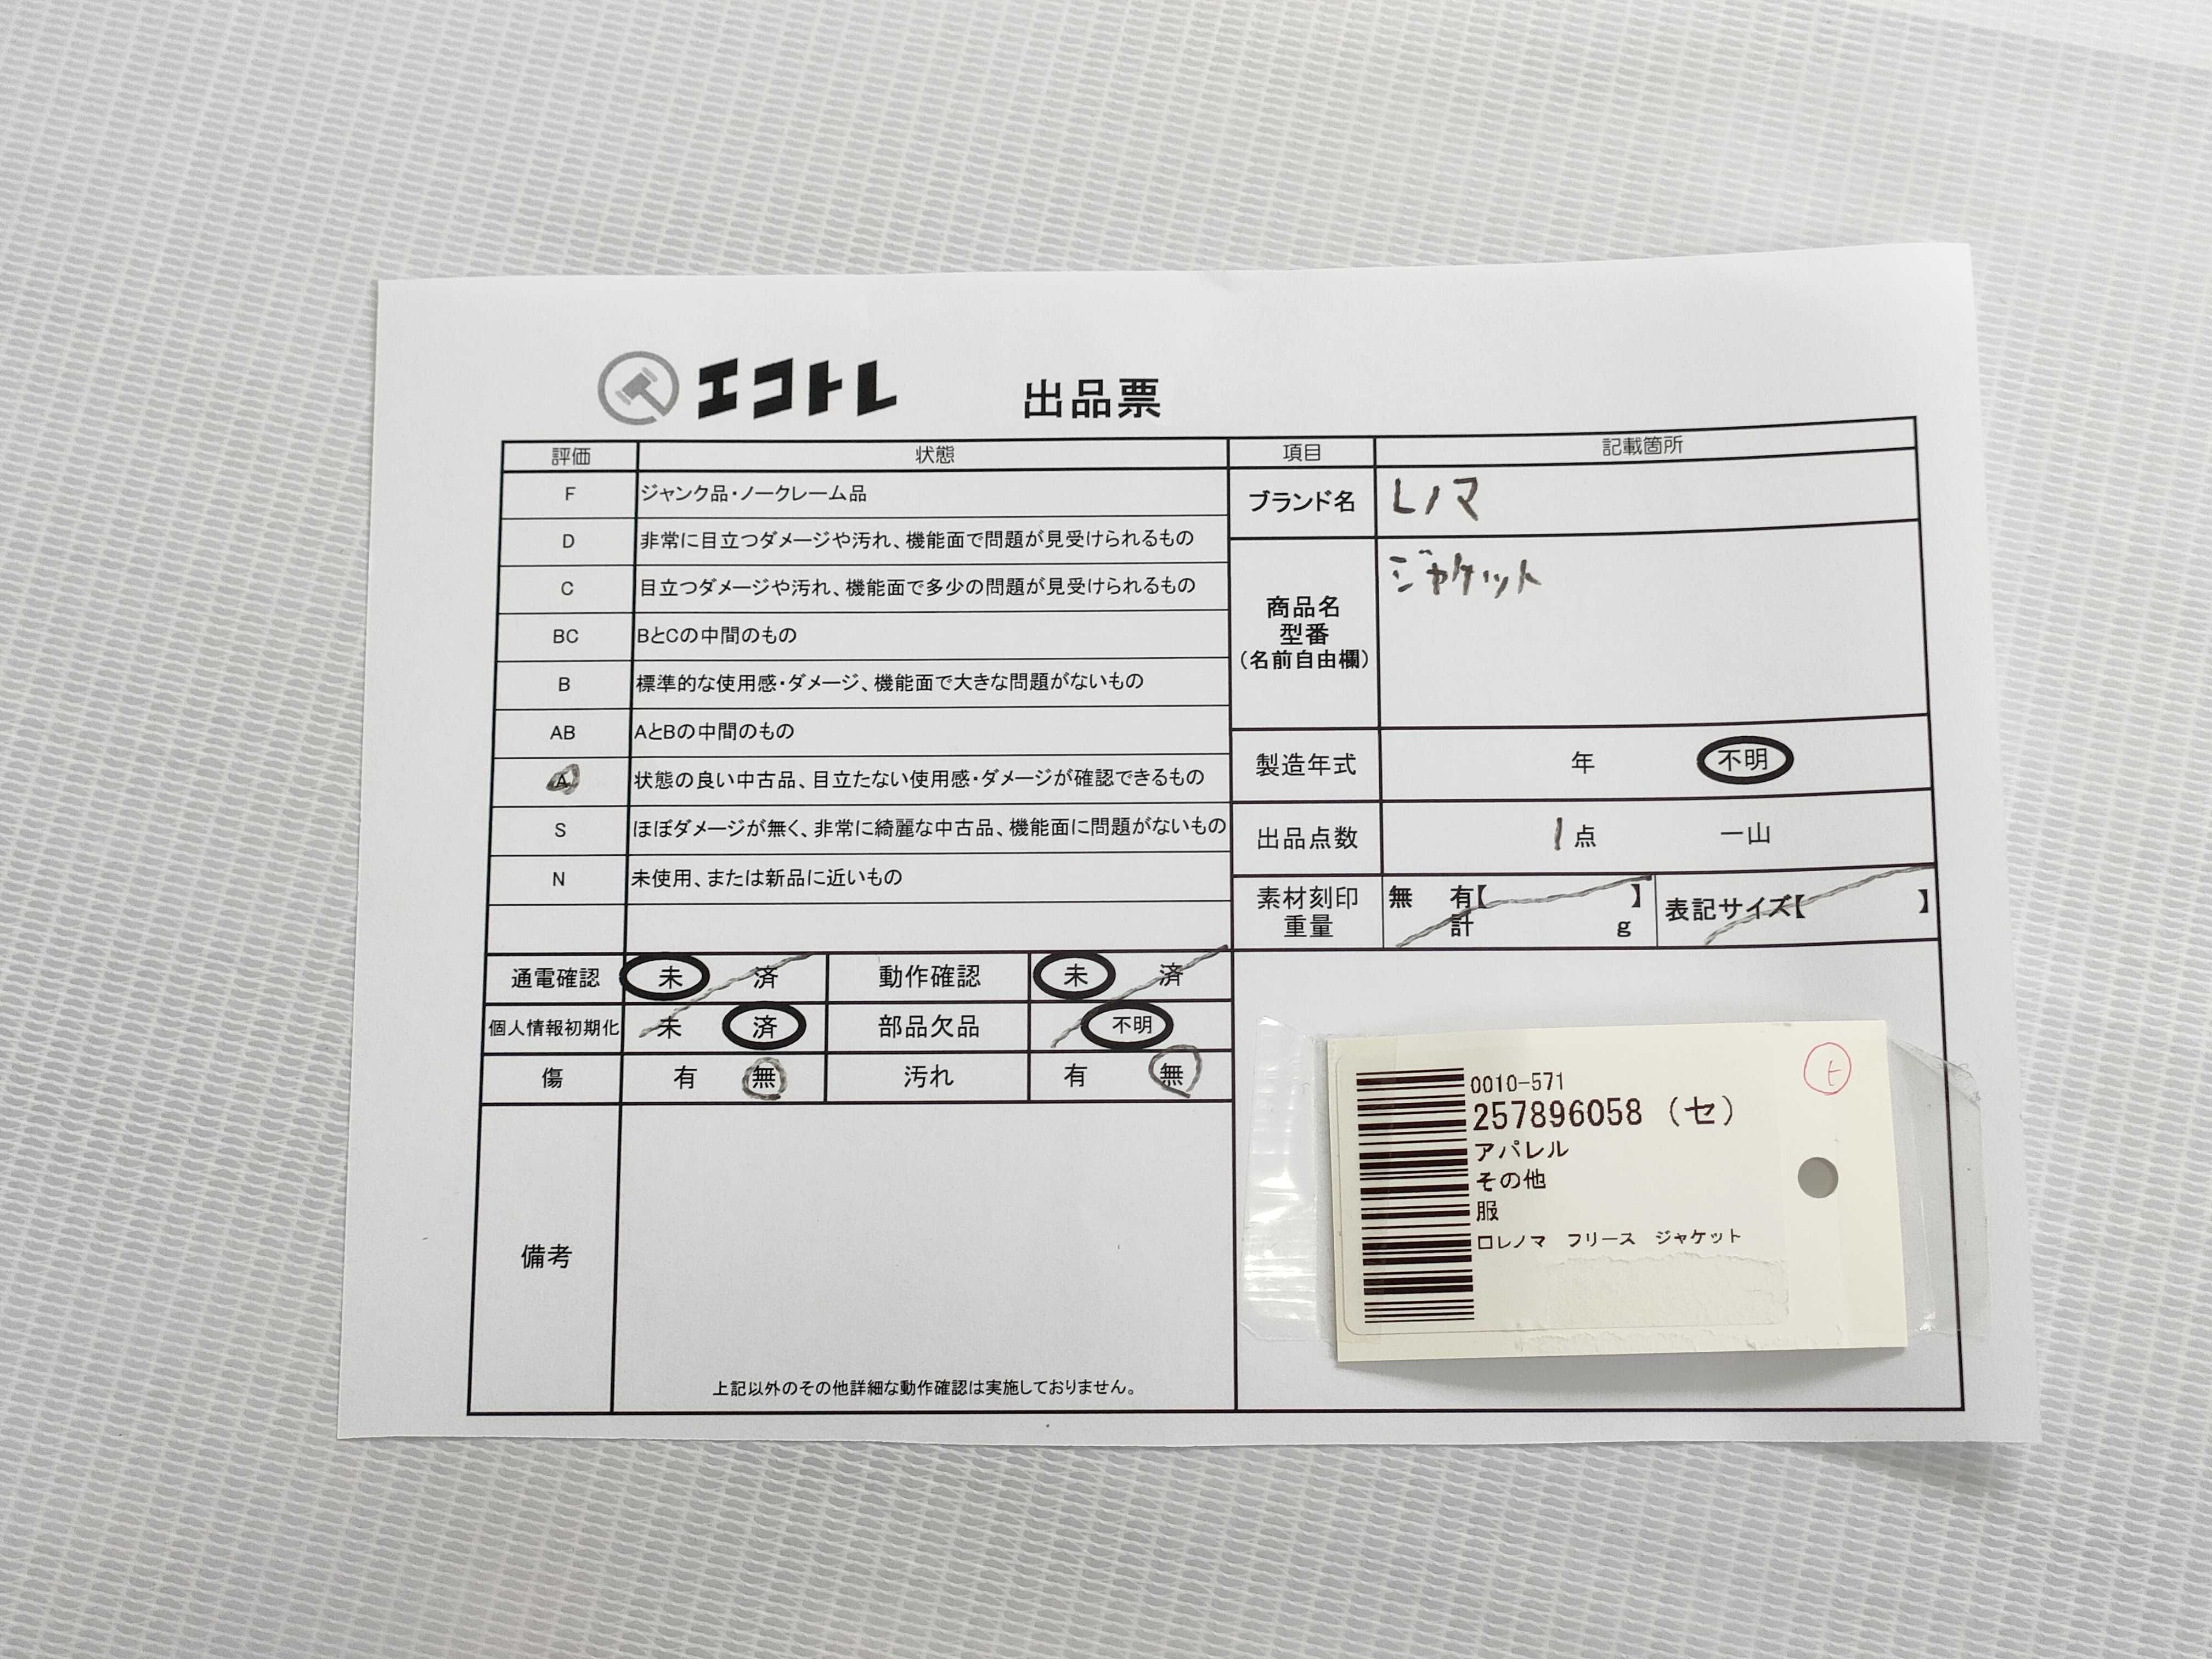 エコトレ 出品票
評価 状態 項目 記載箇所
F ジャンク品・ノークレーム品
D 非常に目立つダメージや汚れ、機能面で問題が見受けられるもの
C 目立つダメージや汚れ、機能面で多少の問題が見受けられるもの
BC BとCの中間のもの
B 標準的な使用感・ダメージ、機能面で大きな問題がないもの
AB AとBの中間のもの
A 状態の良い中古品、目立たない使用感・ダメージが確認できるもの
S ほぼダメージが無く、非常に綺麗な中古品、機能面に問題がないもの
N 未使用、または新品に近いもの
通電確認 未 済 動作確認 未 済
個人情報初期化 未 済 部品欠品 不明
傷 有 無 汚れ 有 無
備考
上記以外のその他詳細な動作確認は実施しておりません。
ブランド名 レノマ
商品名
型番
(名前自由欄)
ジャケット
製造年式 年 不明
出品点数 1点 一山
素材刻印
重量
無 有【 】
計 g
表記サイズ【 】
0010-571
257896058 (セ)
アパレル
その他
服
口レノマ フリース ジャケット